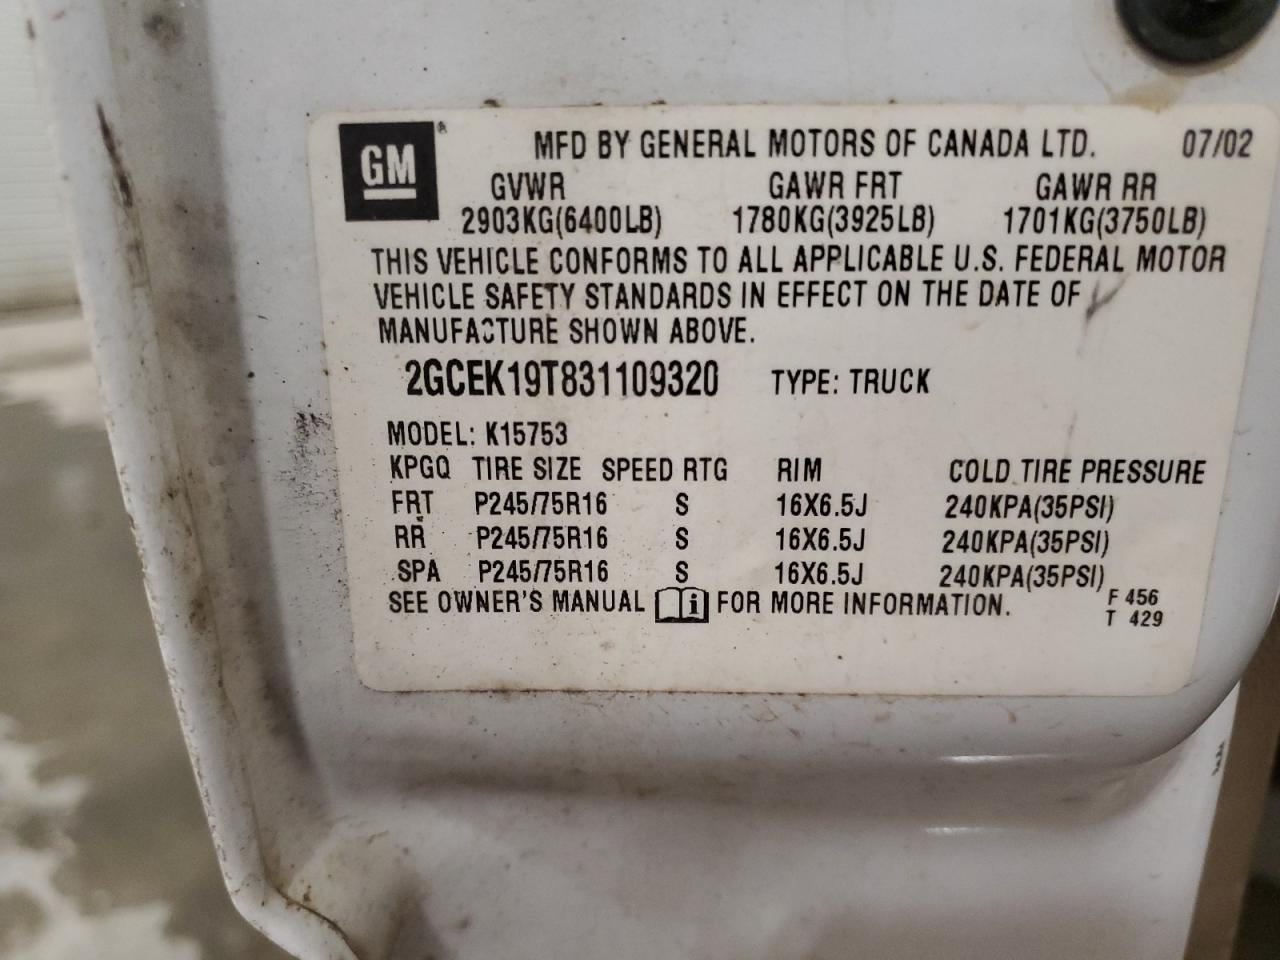 GM®
MFD BY GENERAL MOTORS OF CANADA LTD. 07/02
GVWR GAWR FRT GAWR RR
2903KG(6400LB) 1780KG(3925LB) 1701KG(3750LB)
THIS VEHICLE CONFORMS TO ALL APPLICABLE U.S. FEDERAL MOTOR
VEHICLE SAFETY STANDARDS IN EFFECT ON THE DATE OF
MANUFACTURE SHOWN ABOVE.
2GCEK19T831109320 TYPE: TRUCK
MODEL: K15753
KPGQ TIRE SIZE SPEED RTG RIM COLD TIRE PRESSURE
FRT P245/75R16 S 16X6.5J 240KPA(35PSI)
RR P245/75R16 S 16X6.5J 240KPA(35PSI)
SPA P245/75R16 S 16X6.5J 240KPA(35PSI)
SEE OWNER'S MANUAL i FOR MORE INFORMATION.
F 456
T 429